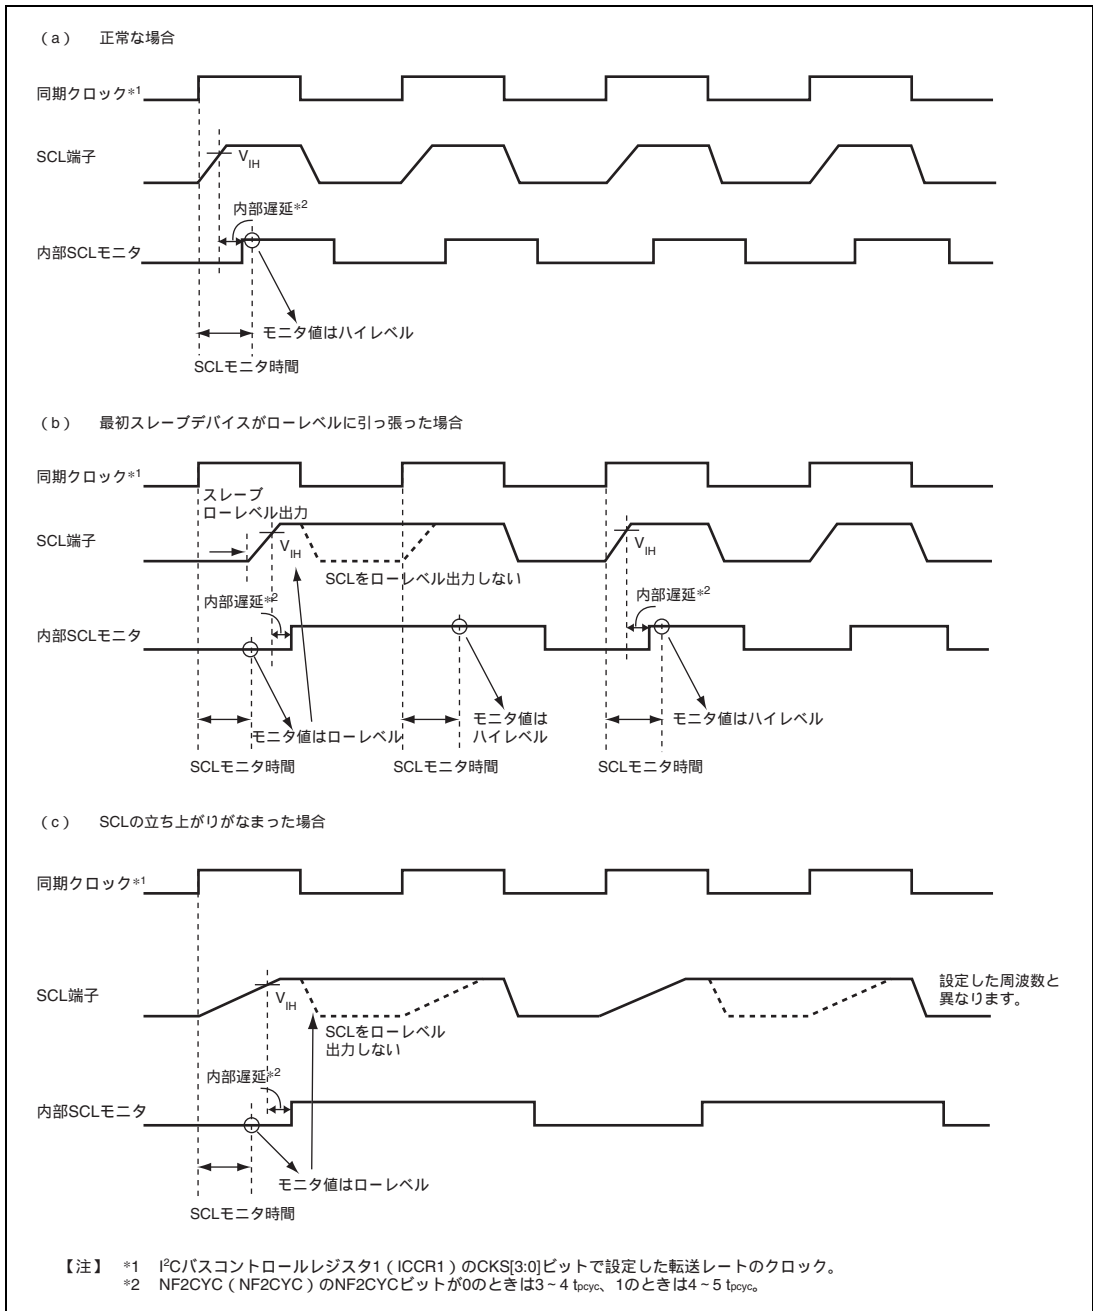 （a） 正常な場合
同期クロック*1
SCL端子
VIH
内部遅延*2
内部SCLモニタ
モニタ値はハイレベル
SCLモニタ時間
（b） 最初スレーブデバイスがローレベルに引っ張った場合
同期クロック*1
スレーブ
ローレベル出力
SCL端子
VIH
VIH
SCLをローレベル出力しない
内部遅延*2
内部遅延*2
内部SCLモニタ
モニタ値はローレベル
モニタ値は
ハイレベル
モニタ値はハイレベル
SCLモニタ時間
SCLモニタ時間
SCLモニタ時間
（c） SCLの立ち上がりがなまった場合
同期クロック*1
SCL端子
VIH
設定した周波数と
異なります。
SCLをローレベル
出力しない
内部遅延*2
内部SCLモニタ
モニタ値はローレベル
SCLモニタ時間
【注】 *1 I2Cバスコントロールレジスタ1（ICCR1）のCKS[3:0]ビットで設定した転送レートのクロック。
*2 NF2CYC（NF2CYC）のNF2CYCビットが0のときは3~4 tpcyc、1のときは4~5 tpcyc。